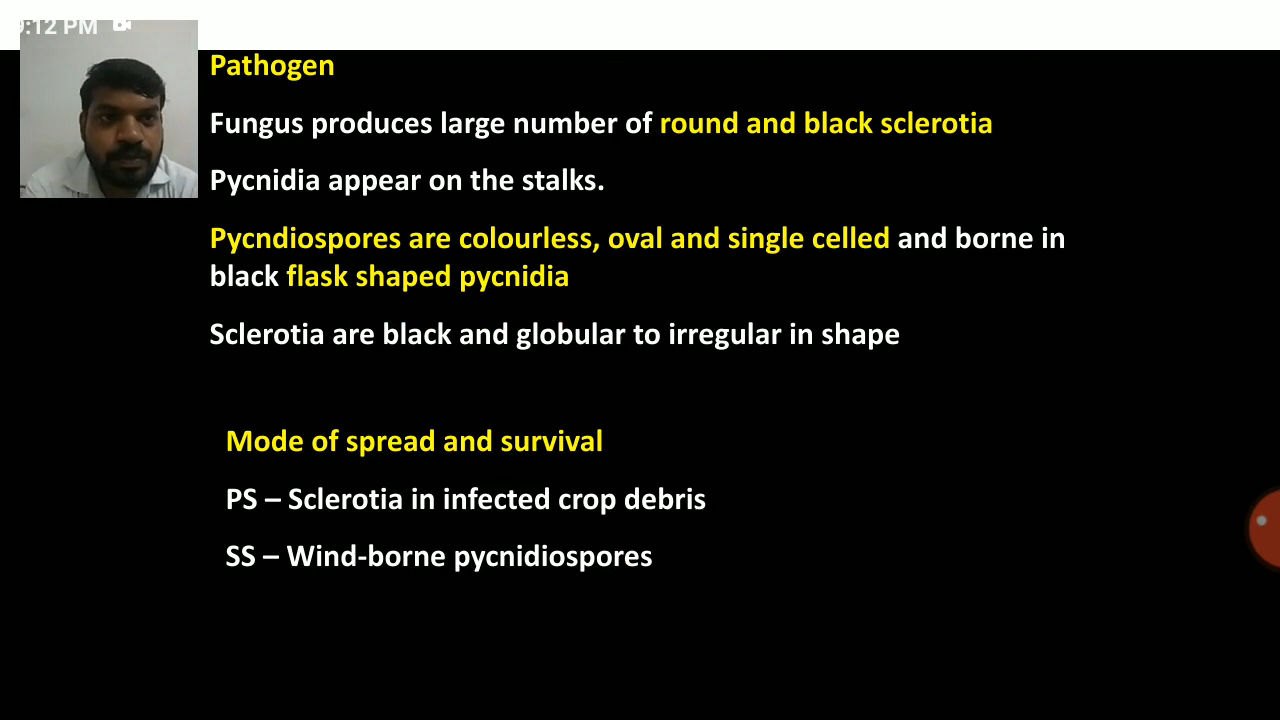 :12 PM
Pathogen
Fungus produces large number of round and black sclerotia
Pycnidia appear on the stalks.
Pycndiospores are colourless, oval and single celled and borne in
black flask shaped pycnidia
Sclerotia are black and globular to irregular in shape
Mode of spread and survival
PS – Sclerotia in infected crop debris
SS – Wind-borne pycnidiospores